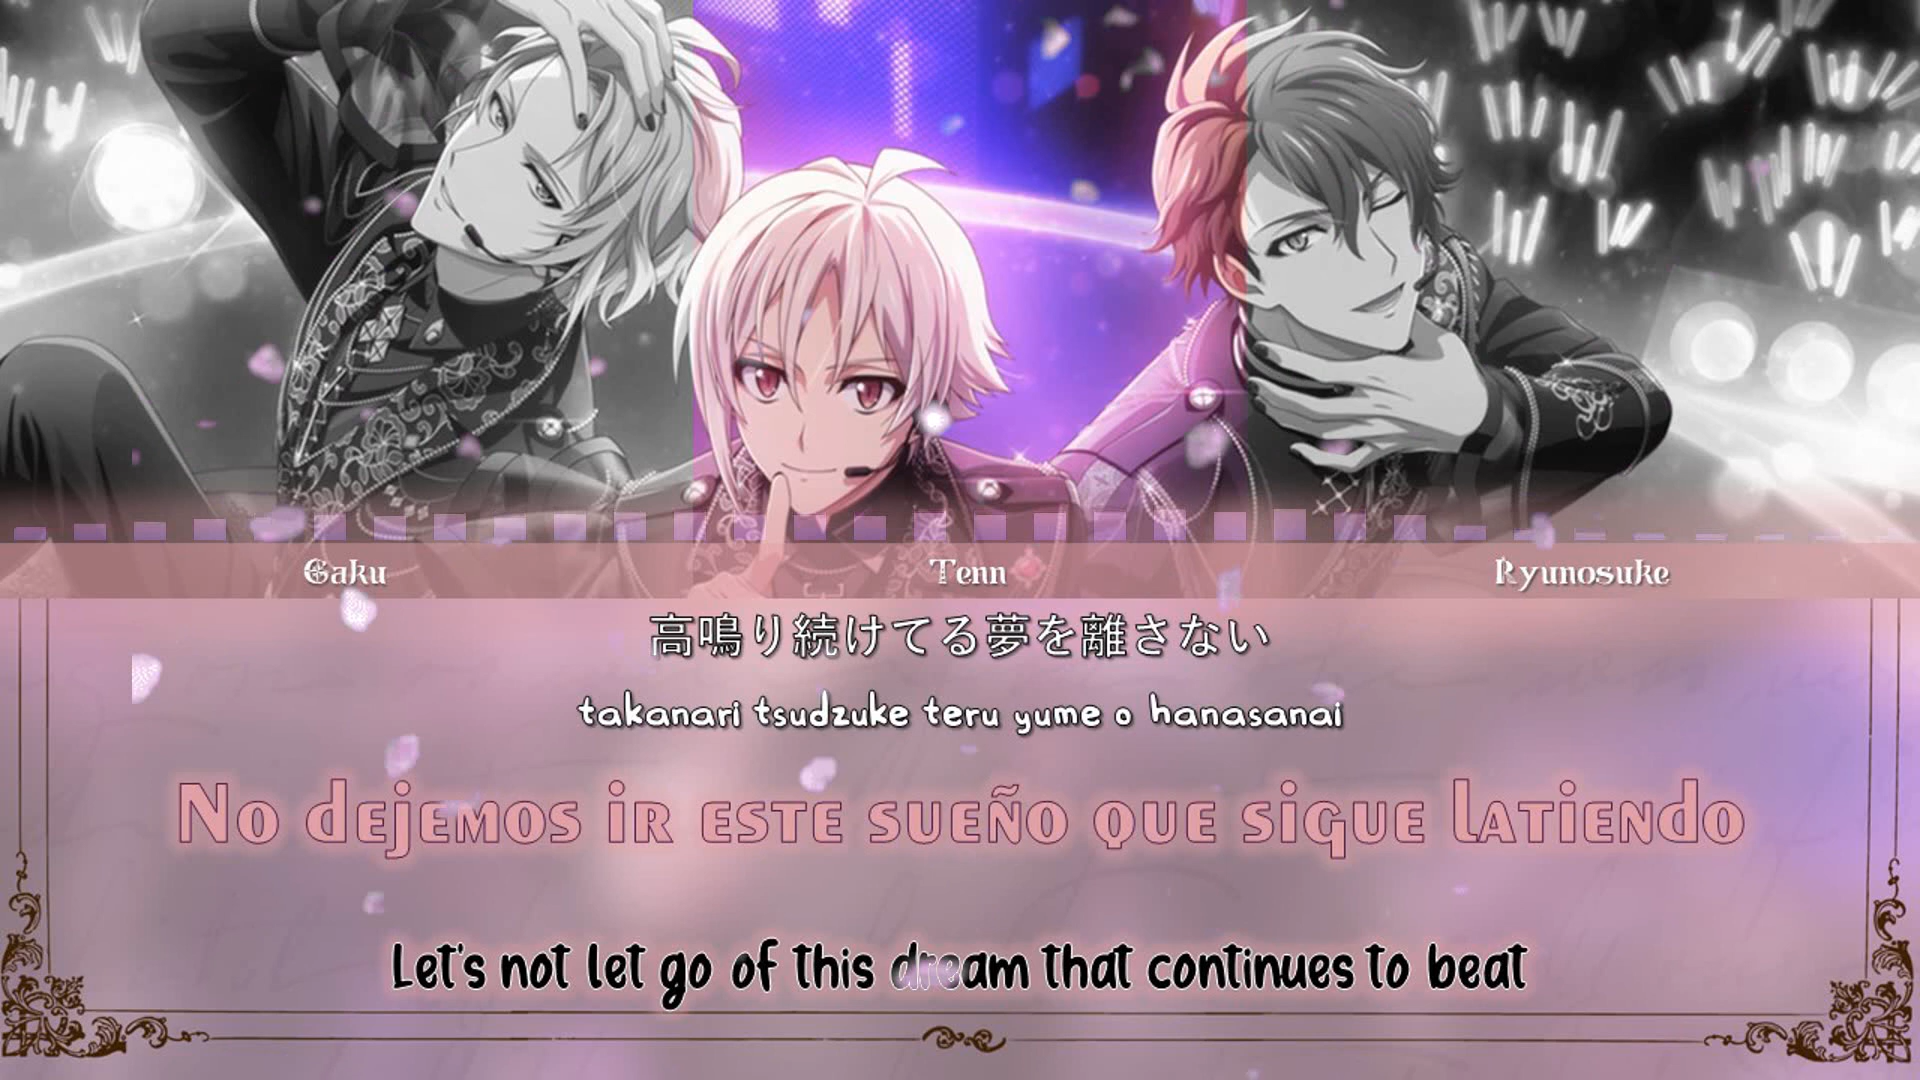 Gaku Tenn Ryunosuke
高鳴り続けてる夢を離さない
takanari tsudzuke teru yume o hanasanai
No dejemos ir este sueño que sigue latiendo
Let's not let go of this dream that continues to beat